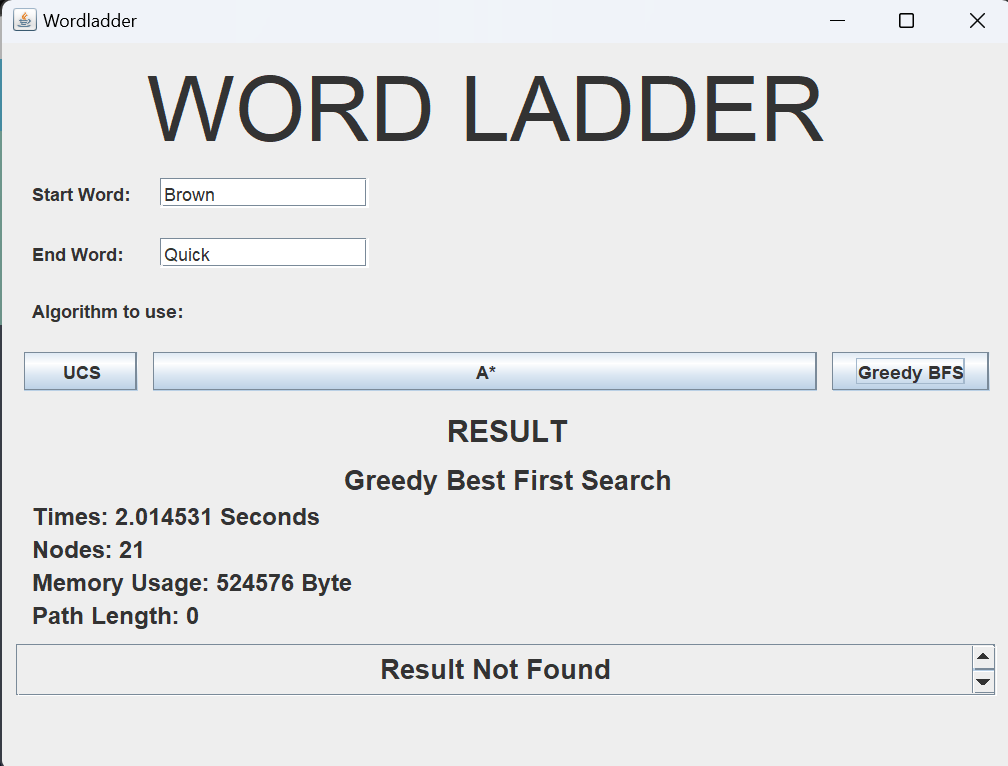 Wordladder
WORD LADDER
Start Word: Brown
End Word: Quick
Algorithm to use:
UCS A* Greedy BFS
RESULT
Greedy Best First Search
Times: 2.014531 Seconds
Nodes: 21
Memory Usage: 524576 Byte
Path Length: 0
Result Not Found